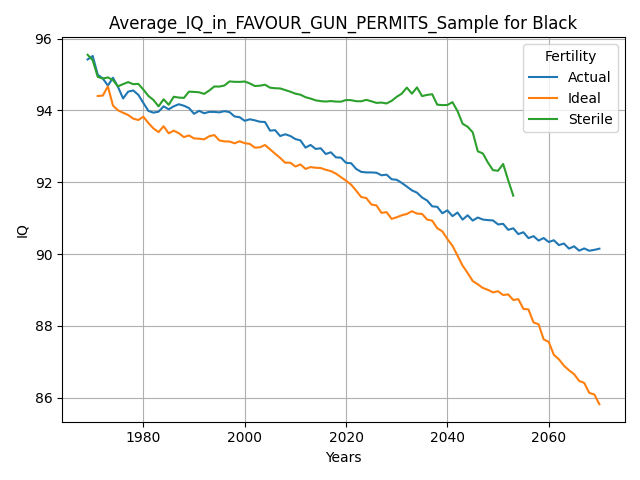 Average_IQ_in_FAVOUR_GUN_PERMITS_Sample for Black
96
94
92
90
88
86
IQ
Fertility
Actual
Ideal
Sterile
1980
2000
2020
2040
2060
Years